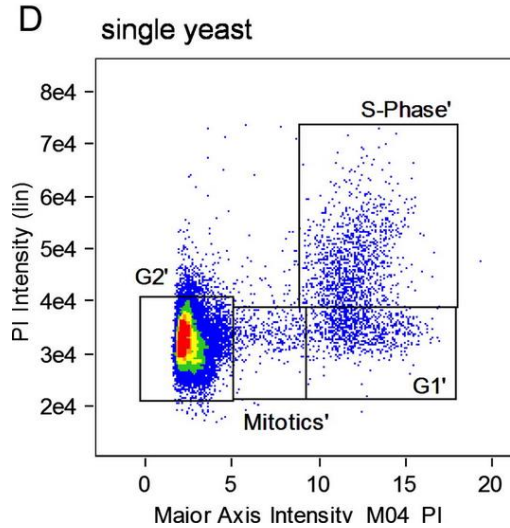 D
single yeast
8e4
S-Phase'
7e4
6e4
5e4
G2'
4e4
3e4
G1'
2e4
Mitotics'
PI Intensity (lin)
0 5 10 15 20
Major Axis Intensity_M04_PI